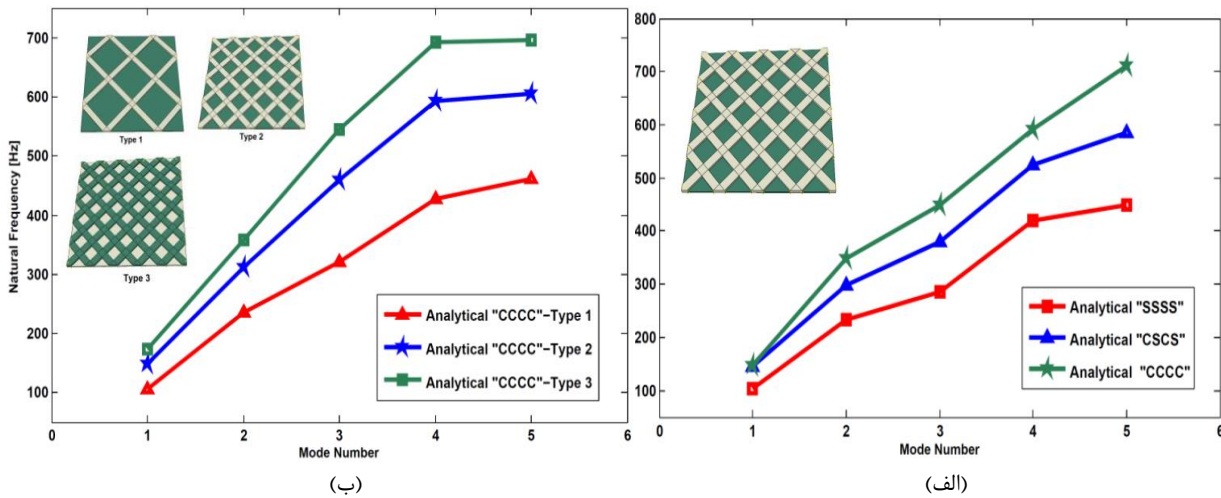 700
600
500
400
300
200
100
0
1
2
3
4
5
6
Natural Frequency [Hz]
Mode Number
Type 1
Type 2
Type 3
Analytical "CCCC"–Type 1
Analytical "CCCC"–Type 2
Analytical "CCCC"–Type 3
(ب)
800
700
600
500
400
300
200
100
0
1
2
3
4
5
6
Mode Number
Analytical "SSSS"
Analytical "CSCS"
Analytical "CCCC"
(الف)